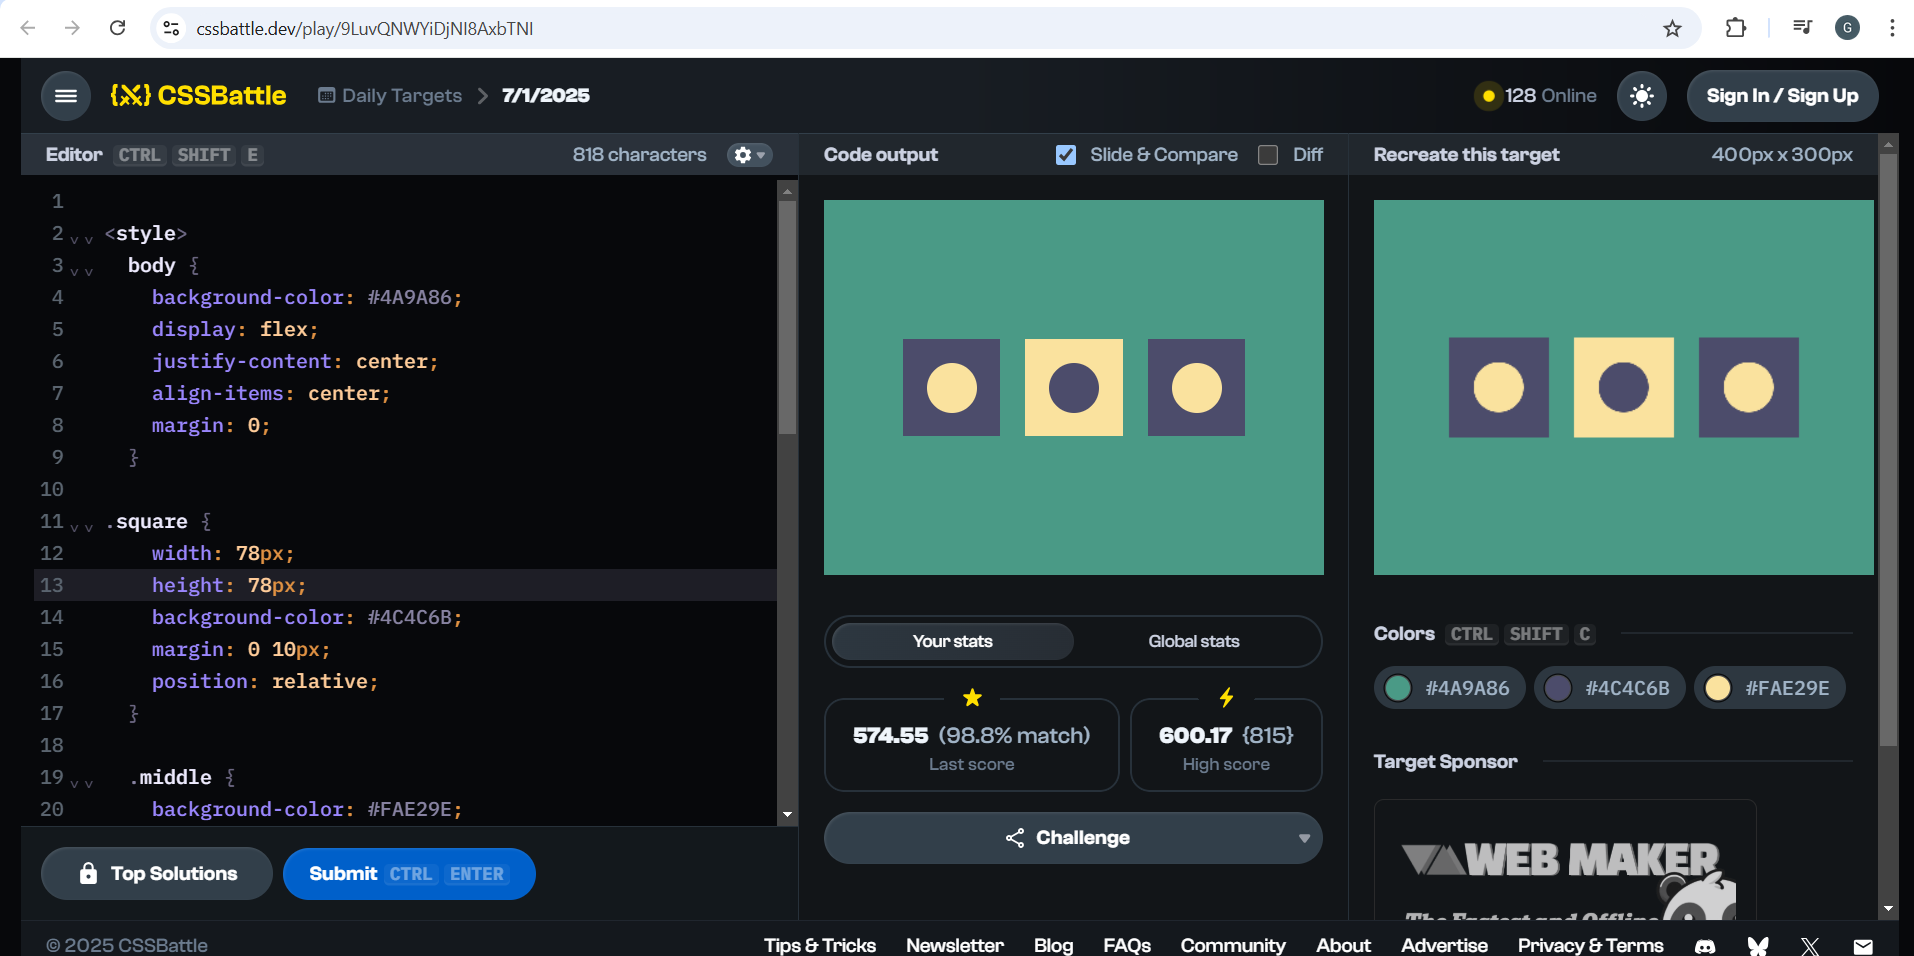 cssbattle.dev/play/9LuvQNWYiDjNI8AxbTNI
G
CSSBattle
Daily Targets
7/1/2025
128 Online
Sign In / Sign Up
Editor CTRL SHIFT E
818 characters
Code output
Slide & Compare
Diff
Recreate this target
400px x 300px
1
2 <style>
3 body {
4 background-color: #4A9A86;
5 display: flex;
6 justify-content: center;
7 align-items: center;
8 margin: 0;
9 }
10
11 .square {
12 width: 78px;
13 height: 78px;
14 background-color: #4C4C6B;
15 margin: 0 10px;
16 position: relative;
17 }
18
19 .middle {
20 background-color: #FAE29E;
Top Solutions
Submit CTRL ENTER
Your stats
Global stats
574.55 (98.8% match)
Last score
600.17 {815}
High score
Challenge
Colors CTRL SHIFT C
#4A9A86
#4C4C6B
#FAE29E
Target Sponsor
WEB MAKER
The Fastest and Offline
© 2025 CSSBattle
Tips & Tricks
Newsletter
Blog
FAQs
Community
About
Advertise
Privacy & Terms